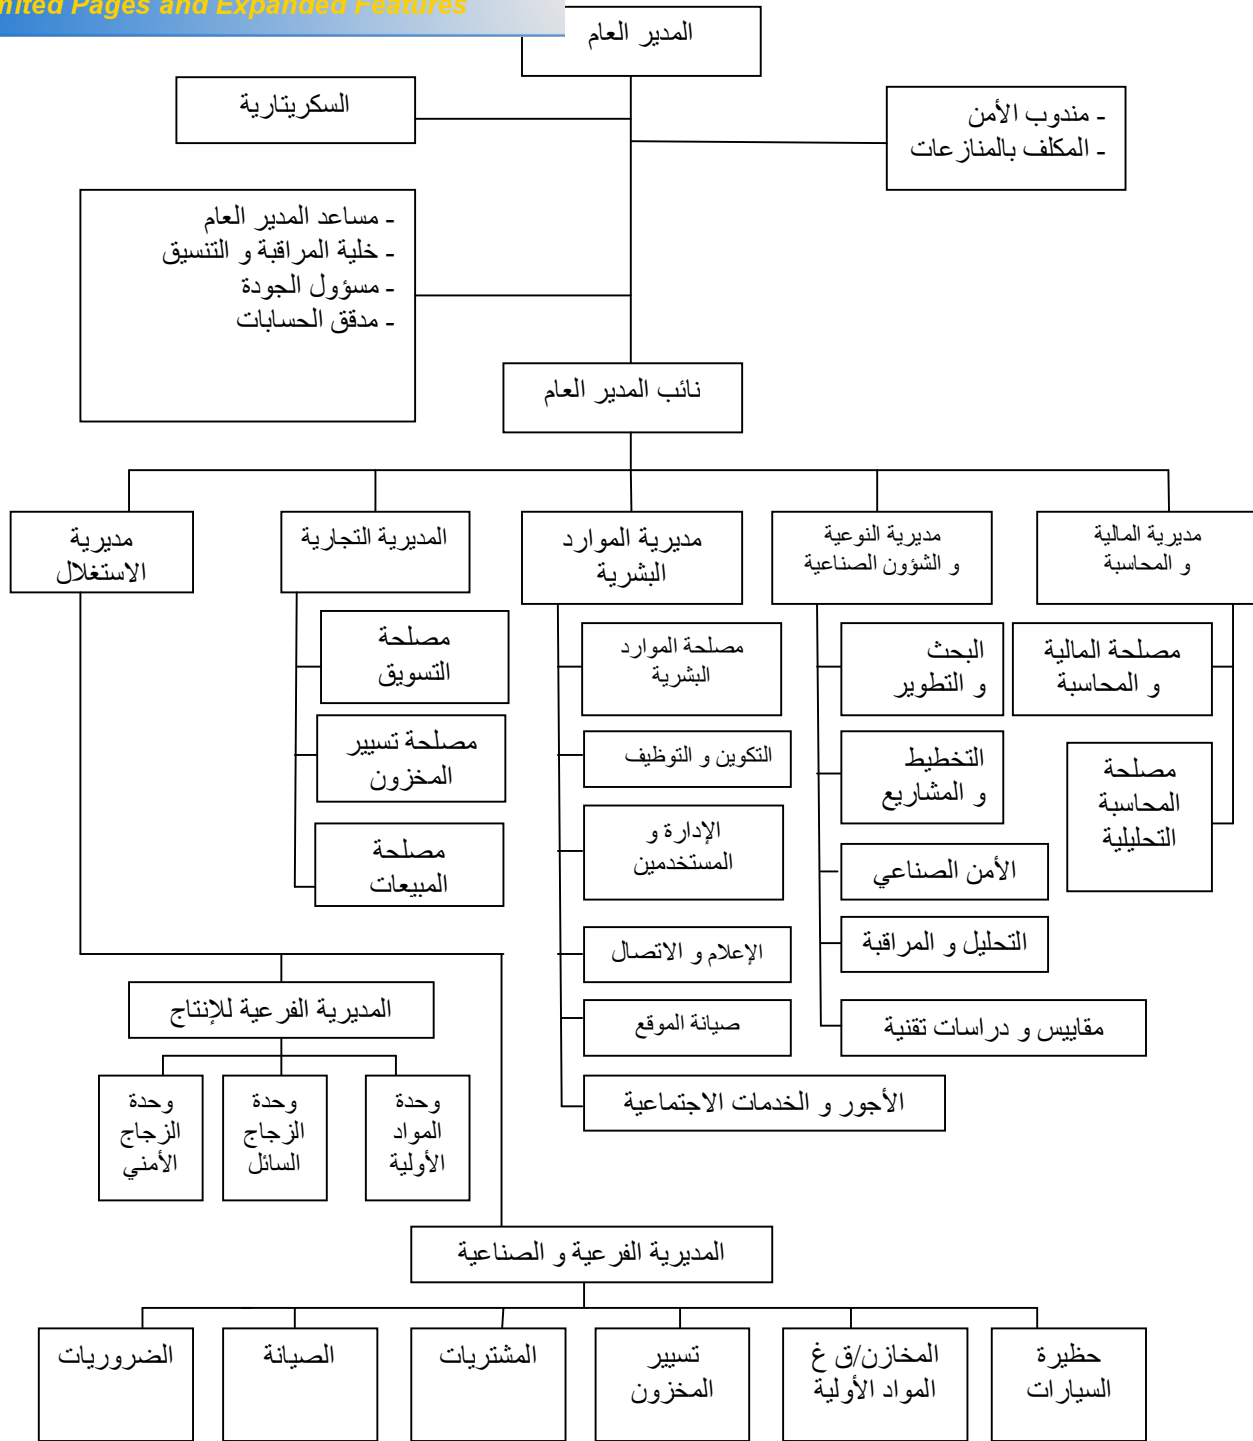 Pages and Expanded Features
المدير العام
السكريتارية
- مندوب الأمن
- المكلف بالمنازعات
- مساعد المدير العام
- خلية المراقبة و التنسيق
- مسؤول الجودة
- مدقق الحسابات
نائب المدير العام
مديرية المالية
و المحاسبة
مديرية النوعية
و الشؤون الصناعية
مديرية الموارد
البشرية
المديرية التجارية
مديرية
الاستغلال
مصلحة المالية
و المحاسبة
مصلحة
المحاسبة
التحليلية
البحث
و التطوير
التخطيط
و المشاريع
الأمن الصناعي
التحليل و المراقبة
مقاييس و دراسات تقنية
مصلحة الموارد
البشرية
التكوين و التوظيف
الإدارة و
المستخدمين
الإعلام و الاتصال
صيانة الموقع
الأجور و الخدمات الاجتماعية
مصلحة
التسويق
مصلحة تسيير
المخزون
مصلحة
المبيعات
المديرية الفرعية للإنتاج
وحدة
المواد
الأولية
وحدة
الزجاج
السائل
وحدة
الزجاج
الأمني
المديرية الفرعية و الصناعية
حظيرة
السيارات
المخازن/ق غ
المواد الأولية
تسيير
المخزون
المشتريات
الصيانة
الضروريات